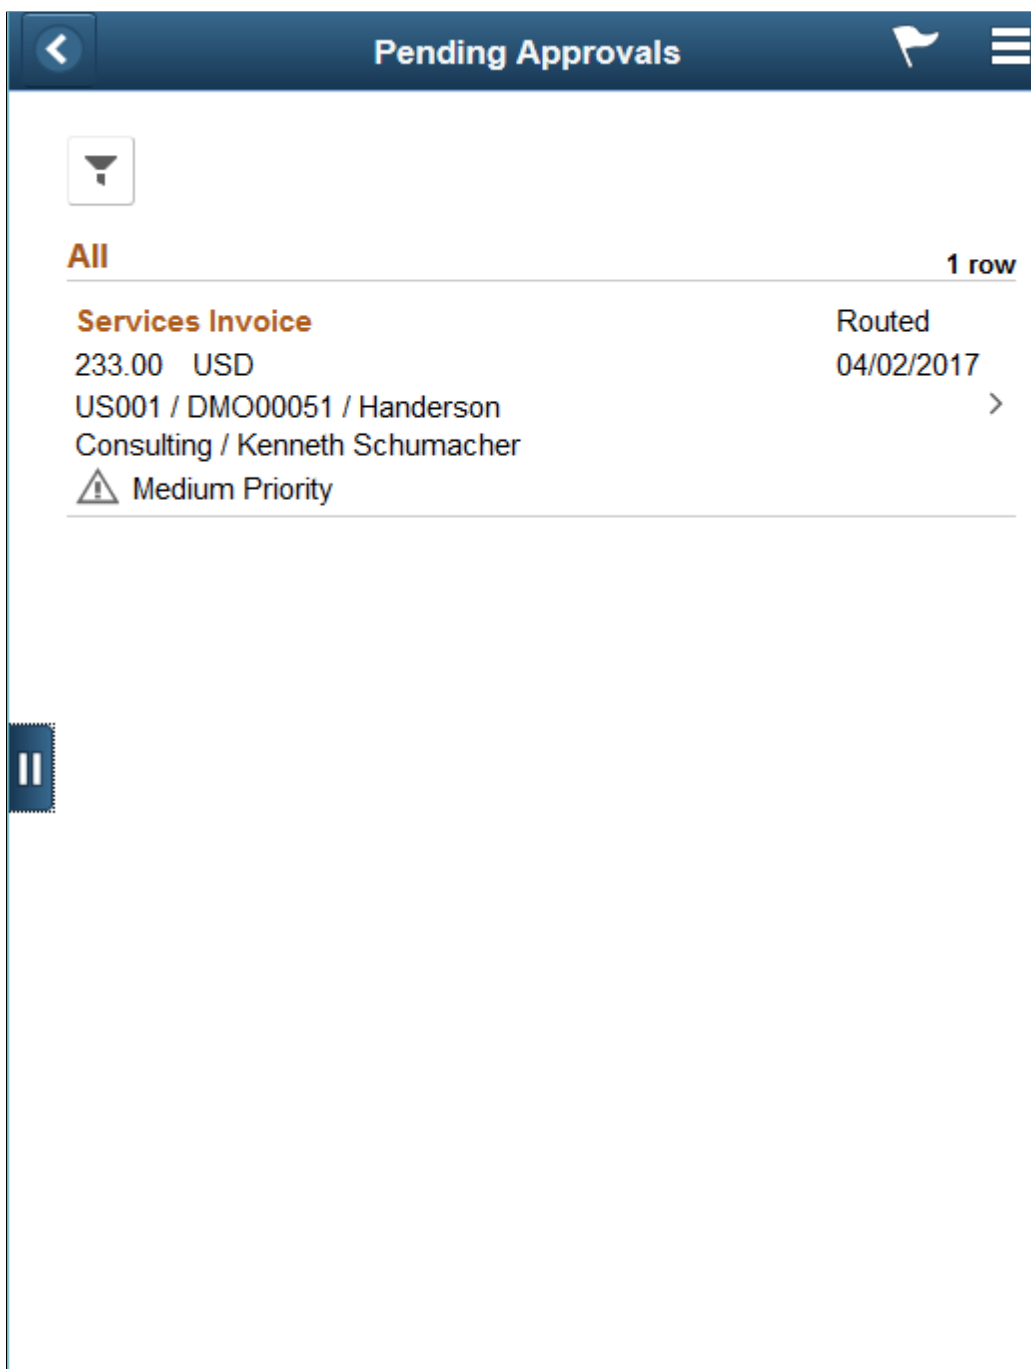 Pending Approvals
All
1 row
Services Invoice
Routed
233.00 USD
04/02/2017
US001 / DMO00051 / Handerson
Consulting / Kenneth Schumacher
Medium Priority